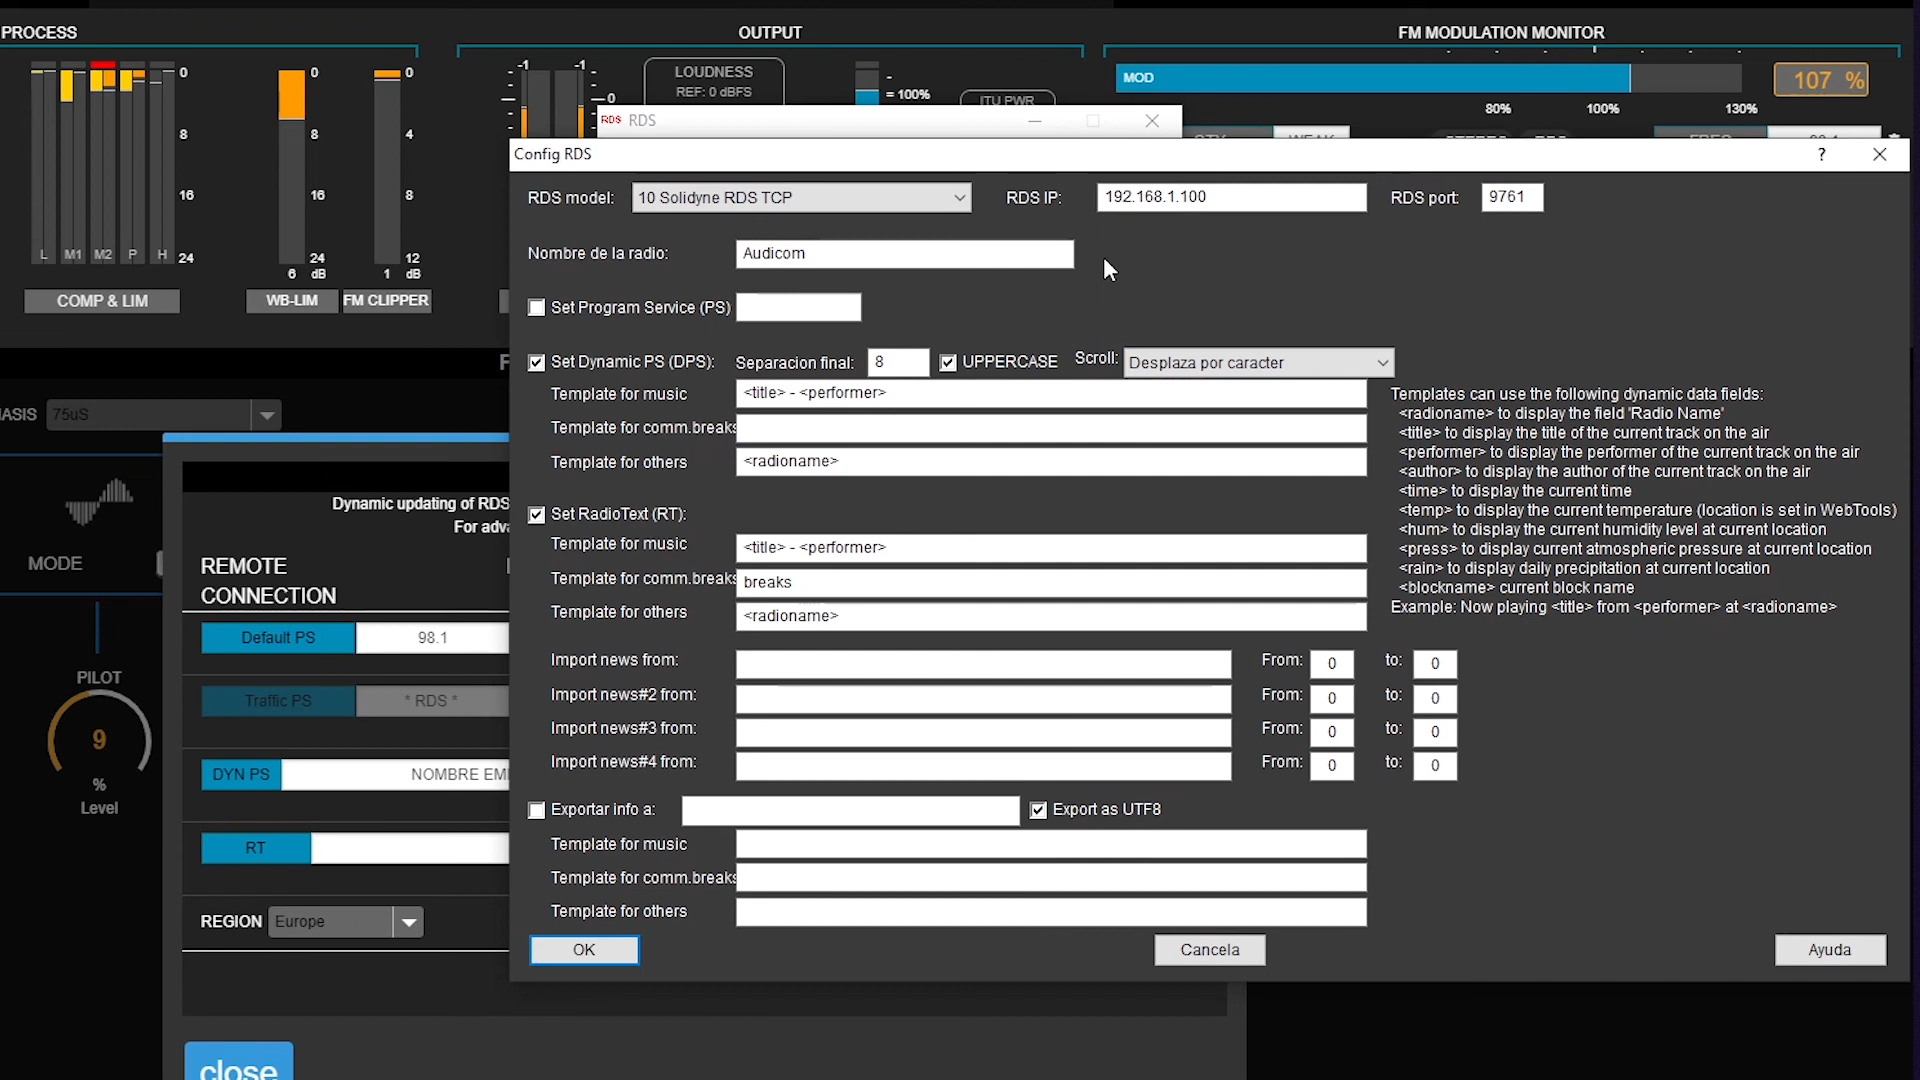 PROCESS
OUTPUT
FM MODULATION MONITOR
0
8
16
24
L M1 M2 P H
COMP & LIM
0
8
16
24
6 dB
WB-LIM
0
4
8
12
1 dB
FM CLIPPER
-1 -1
0
LOUDNESS
REF: 0 dBFS
= 100%
ITU PWR
MOD
107 %
80% 100% 130%
RDS RDS
Config RDS
?
RDS model: 10 Solidyne RDS TCP RDS IP: 192.168.1.100 RDS port: 9761
Nombre de la radio: Audicom
Set Program Service (PS)
Set Dynamic PS (DPS): Separacion final: 8 UPPERCASE Scroll: Desplaza por caracter
Template for music <title> - <performer>
Template for comm.breaks
Template for others <radioname>
Set RadioText (RT):
Template for music <title> - <performer>
Template for comm.breaks breaks
Template for others <radioname>
Templates can use the following dynamic data fields:
<radioname> to display the field 'Radio Name'
<title> to display the title of the current track on the air
<performer> to display the performer of the current track on the air
<author> to display the author of the current track on the air
<time> to display the current time
<temp> to display the current temperature (location is set in WebTools)
<hum> to display the current humidity level at current location
<press> to display current atmospheric pressure at current location
<rain> to display daily precipitation at current location
<blockname> current block name
Example: Now playing <title> from <performer> at <radioname>
Import news from: From: 0 to: 0
Import news#2 from: From: 0 to: 0
Import news#3 from: From: 0 to: 0
Import news#4 from: From: 0 to: 0
Exportar info a: Export as UTF8
Template for music
Template for comm.breaks
Template for others
OK Cancela Ayuda
ASIS 75uS
MODE
PILOT
9
%
Level
Dynamic updating of RDS
For adva
REMOTE
CONNECTION
Default PS 98.1
Traffic PS * RDS *
DYN PS NOMBRE EMI
RT
REGION Europe
close